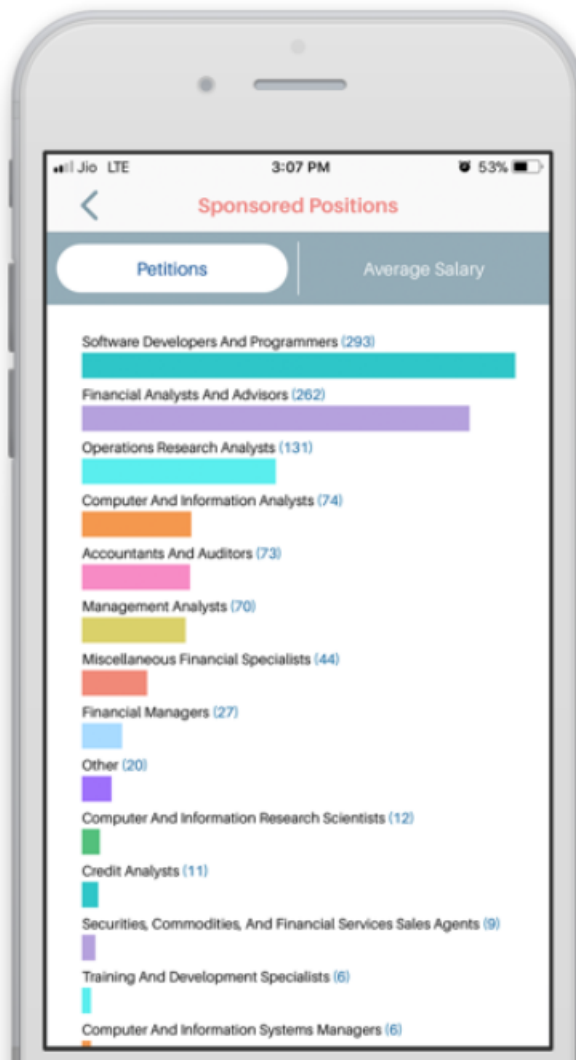 Jio LTE 3:07 PM 53%
Sponsored Positions
Petitions Average Salary
Software Developers And Programmers (293)
Financial Analysts And Advisors (262)
Operations Research Analysts (131)
Computer And Information Analysts (74)
Accountants And Auditors (73)
Management Analysts (70)
Miscellaneous Financial Specialists (44)
Financial Managers (27)
Other (20)
Computer And Information Research Scientists (12)
Credit Analysts (11)
Securities, Commodities, And Financial Services Sales Agents (9)
Training And Development Specialists (6)
Computer And Information Systems Managers (6)